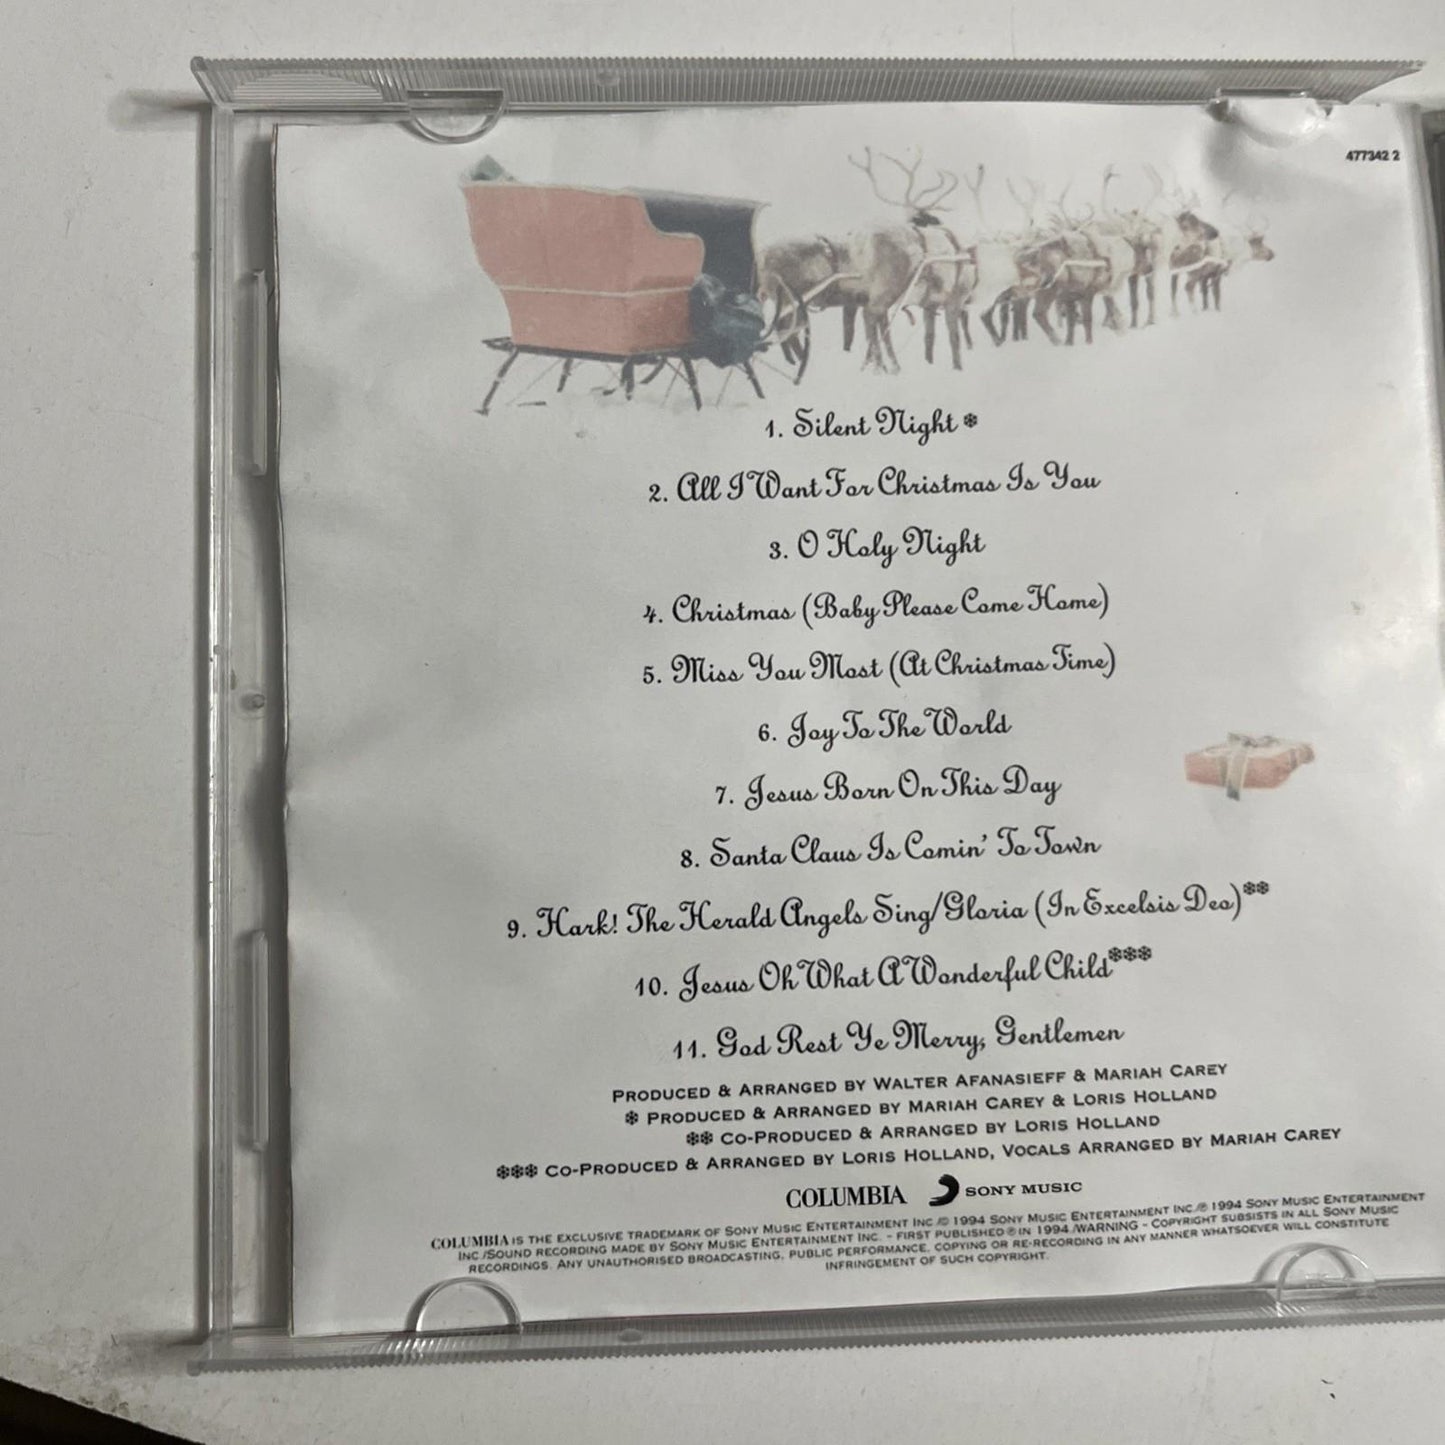 477342 2
1. Silent Night ❄
2. All I Want For Christmas Is You
3. O Holy Night
4. Christmas (Baby Please Come Home)
5. Miss You Most (At Christmas Time)
6. Joy To The World
7. Jesus Born On This Day
8. Santa Claus Is Comin' To Town
9. Hark! The Herald Angels Sing/Gloria (In Excelsis Deo)❄❄
10. Jesus Oh What A Wonderful Child❄❄❄
11. God Rest Ye Merry, Gentlemen
PRODUCED & ARRANGED BY WALTER AFANASIEFF & MARIAH CAREY
❄ PRODUCED & ARRANGED BY MARIAH CAREY & LORIS HOLLAND
❄❄ CO-PRODUCED & ARRANGED BY LORIS HOLLAND
❄❄❄ CO-PRODUCED & ARRANGED BY LORIS HOLLAND, VOCALS ARRANGED BY MARIAH CAREY
COLUMBIA SONY MUSIC
COLUMBIA IS THE EXCLUSIVE TRADEMARK OF SONY MUSIC ENTERTAINMENT INC./© 1994 SONY MUSIC ENTERTAINMENT INC./℗ 1994 SONY MUSIC ENTERTAINMENT
INC./SOUND RECORDING MADE BY SONY MUSIC ENTERTAINMENT INC. - FIRST PUBLISHED ℗ IN 1994./WARNING - COPYRIGHT SUBSISTS IN ALL SONY MUSIC
RECORDINGS. ANY UNAUTHORISED BROADCASTING, PUBLIC PERFORMANCE, COPYING OR RE-RECORDING IN ANY MANNER WHATSOEVER WILL CONSTITUTE
INFRINGEMENT OF SUCH COPYRIGHT.